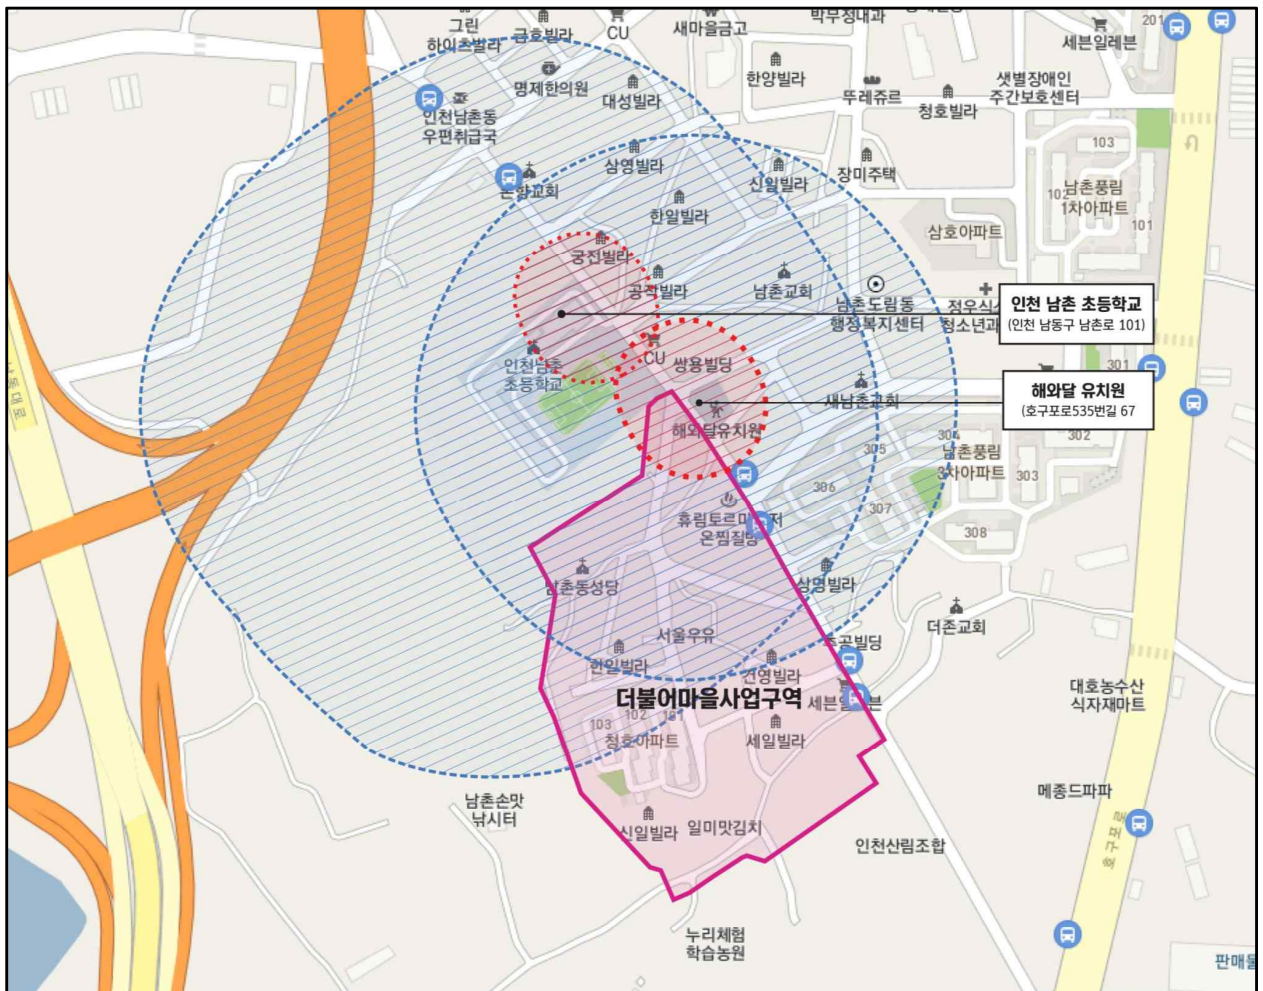 그린
하이츠빌라
금호빌라
CU
새마을금고
박무정내과
세븐일레븐
201
명제한의원
대성빌라
한양빌라
뚜레쥬르
청호빌라
샛별장애인
주간보호센터
인천남촌동
우편취급국
103
삼영빌라
신일빌라
장미주택
102
남촌풍림
1차아파트
101
한일빌라
삼호아파트
궁전빌라
공작빌라
남촌교회
남촌도림동
행정복지센터
정우식
청소년과
인천 남촌 초등학교
(인천 남동구 남촌로 101)
CU
쌍용빌딩
인천남촌
초등학교
301
새남촌교회
해와달 유치원
(호구포로535번길 67
해와달유치원
304
302
305
남촌풍림
3차아파트
303
306
307
308
휴림토르마
저
온찜질방
남촌동성당
상명빌라
서울우유
더존교회
한일빌라
건영빌라
더불어마을사업구역
세븐일
븐
대호농수산
식자재마트
103
102
101
청호아파트
세일빌라
메종드파파
남촌손맛
낚시터
신일빌라
일미맛김치
인천산림조합
호구포로
누리체험
학습농원